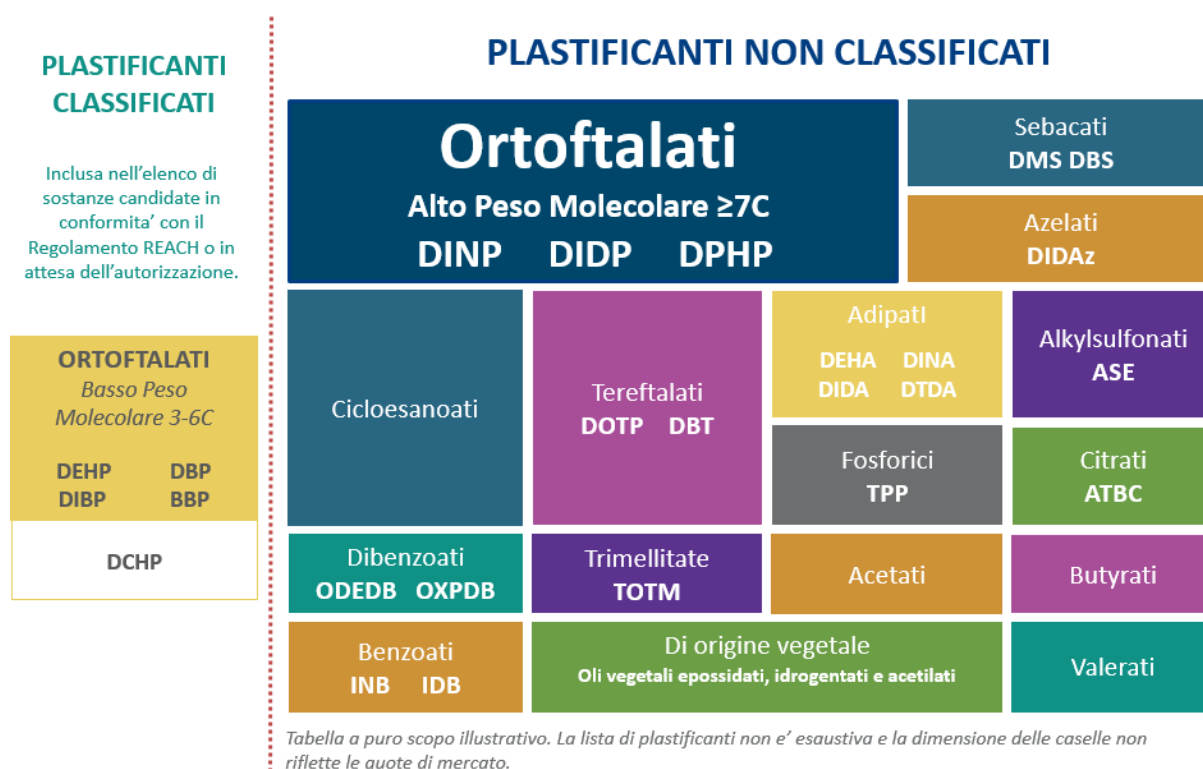 PLASTIFICANTI
CLASSIFICATI
Inclusa nell'elenco di
sostanze candidate in
conformita' con il
Regolamento REACH o in
attesa dell'autorizzazione.
ORTOFTALATI
Basso Peso
Molecolare 3-6C
DEHP DBP
DIBP BBP
DCHP
PLASTIFICANTI NON CLASSIFICATI
Ortoftalati
Alto Peso Molecolare ≥7C
DINP DIDP DPHP
Sebacati
DMS DBS
Azelati
DIDAz
Cicloesanoati
Tereftalati
DOTP DBT
AdipatI
DEHA DINA
DIDA DTDA
Alkylsulfonati
ASE
Fosforici
TPP
Citrati
ATBC
Dibenzoati
ODEDB OXPDB
Trimellitate
TOTM
Acetati
Butyrati
Benzoati
INB IDB
Di origine vegetale
Oli vegetali epossidati, idrogentati e acetilati
Valerati
Tabella a puro scopo illustrativo. La lista di plastificanti non e' esaustiva e la dimensione delle caselle non
riflette le quote di mercato.